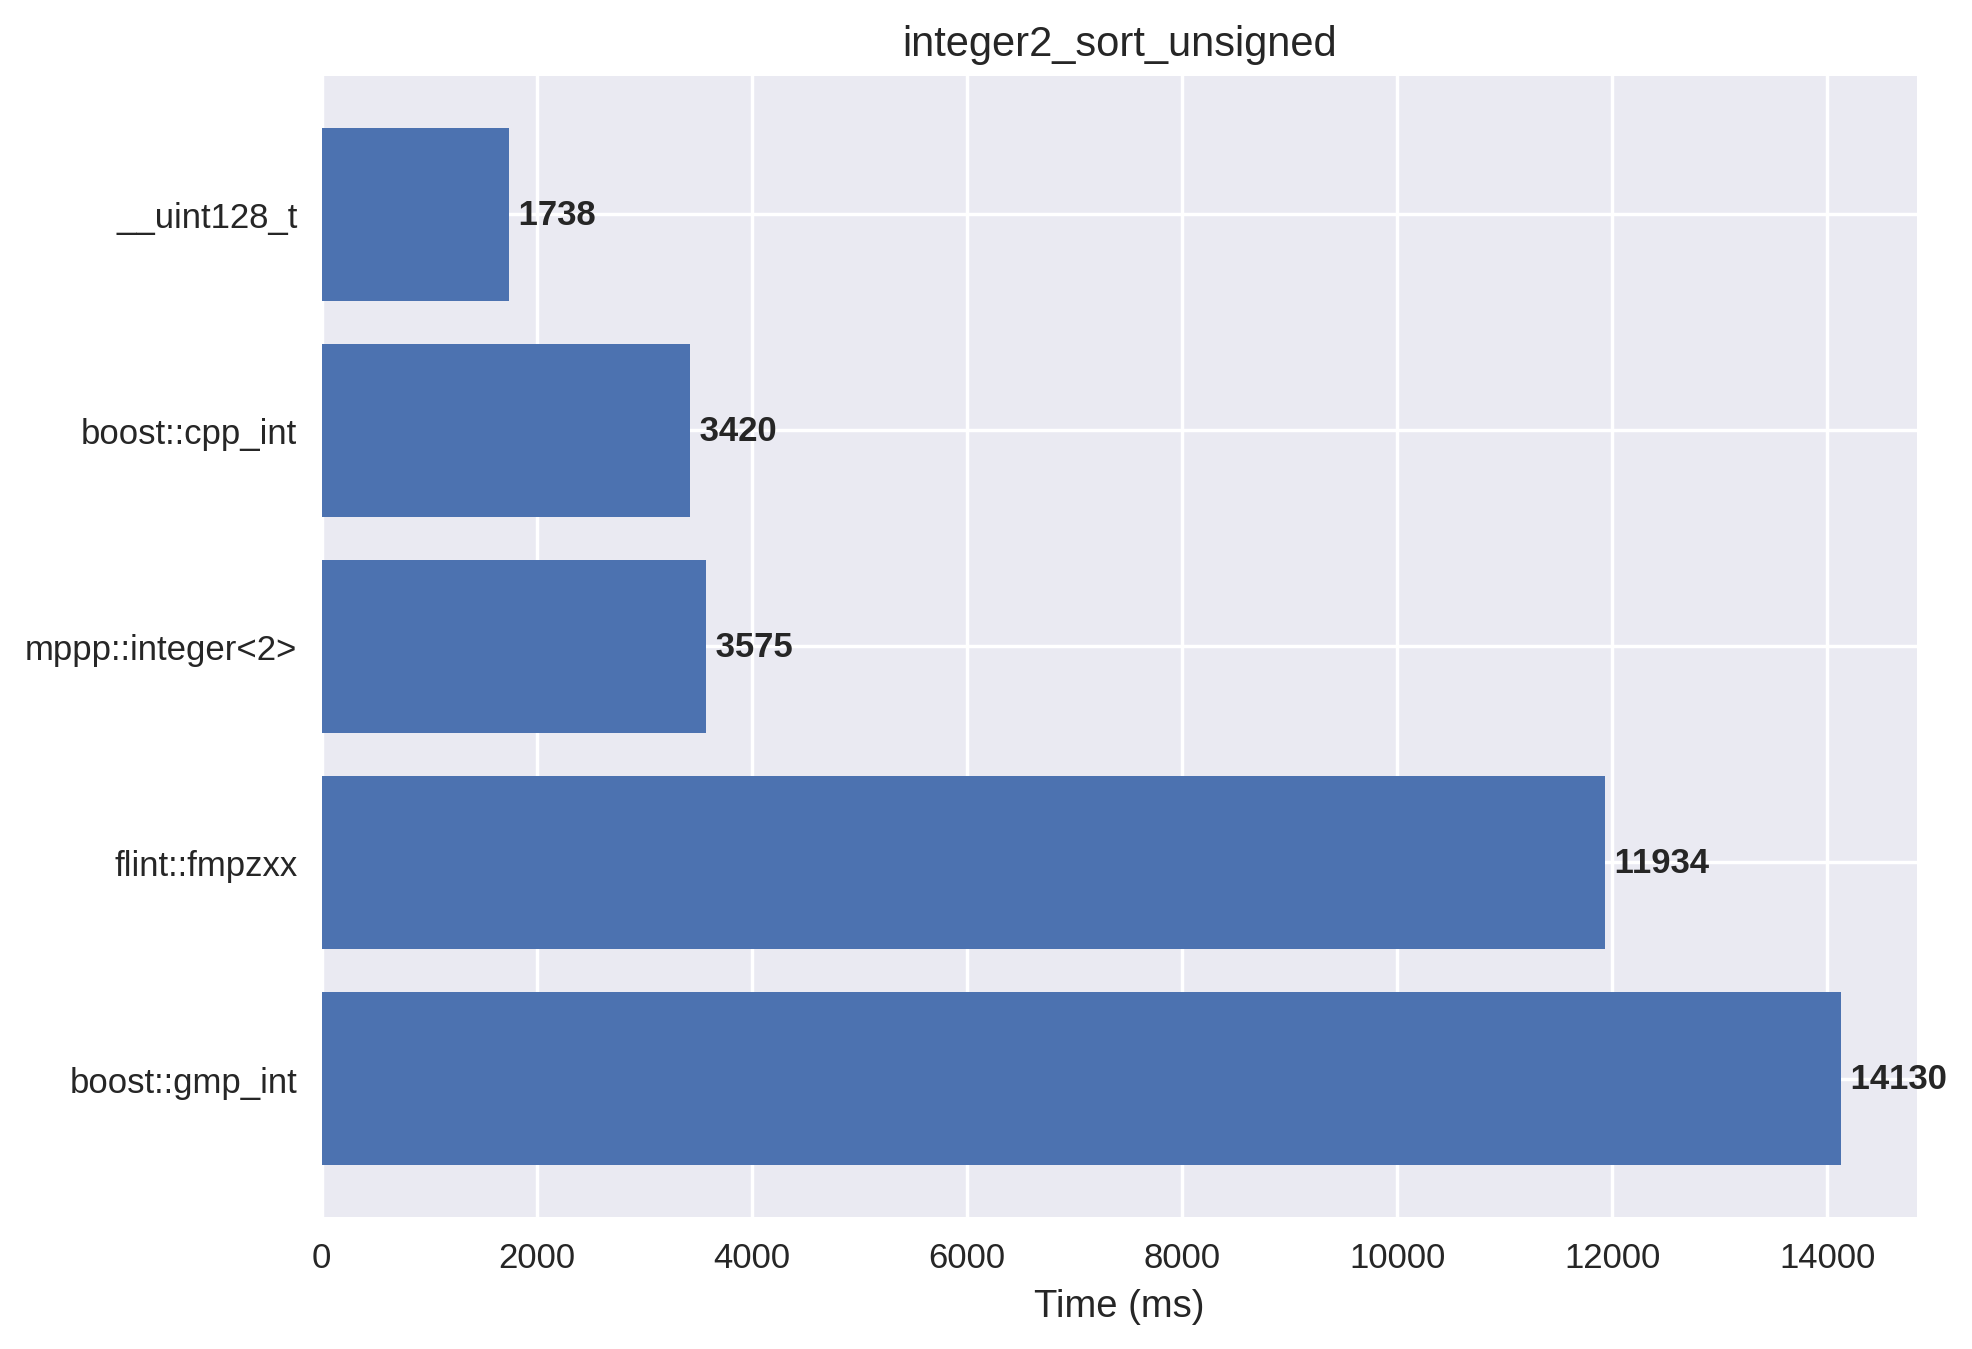 integer2_sort_unsigned
__uint128_t
1738
boost::cpp_int
3420
mppp::integer<2>
3575
flint::fmpzxx
11934
boost::gmp_int
14130
0 2000 4000 6000 8000 10000 12000 14000
Time (ms)